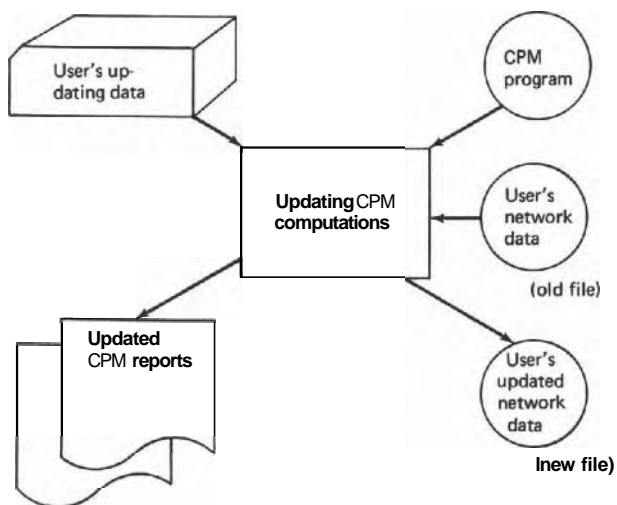 User's up-
dating data
CPM
program
Updating CPM
computations
User's
network
data
(old file)
Updated
CPM reports
User's
updated
network
data
lnew file)